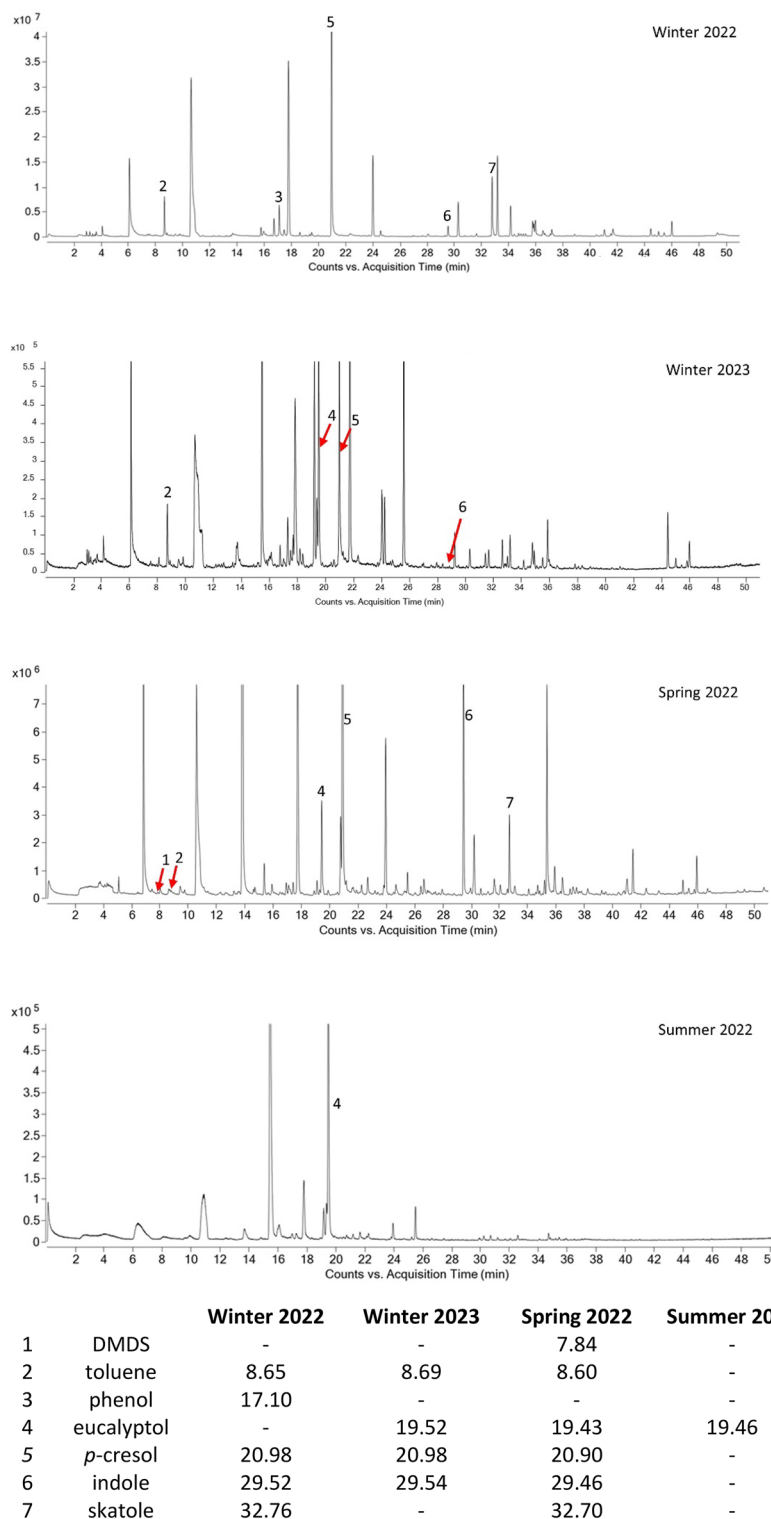 x10 7
Winter 2022
4
3.5
3
2.5
2
1.5
1
0.5
0
5
2
3
6
7
2 4 6 8 10 12 14 16 18 20 22 24 26 28 30 32 34 36 38 40 42 44 46 48 50
Counts vs. Acquisition Time (min)
x10 5
Winter 2023
5.5
5
4.5
4
3.5
3
2.5
2
1.5
1
0.5
0
2
4
5
6
2 4 6 8 10 12 14 16 18 20 22 24 26 28 30 32 34 36 38 40 42 44 46 48 50
Counts vs. Acquisition Time (min)
x10 6
Spring 2022
7
6
5
4
3
2
1
0
1
2
4
5
6
7
2 4 6 8 10 12 14 16 18 20 22 24 26 28 30 32 34 36 38 40 42 44 46 48 50
Counts vs. Acquisition Time (min)
x10 5
Summer 2022
5
4.5
4
3.5
3
2.5
2
1.5
1
0.5
0
4
2 4 6 8 10 12 14 16 18 20 22 24 26 28 30 32 34 36 38 40 42 44 46 48 50
Counts vs. Acquisition Time (min)
Winter 2022 Winter 2023 Spring 2022 Summer 20
1 DMDS - - 7.84 -
2 toluene 8.65 8.69 8.60 -
3 phenol 17.10 - - -
4 eucalyptol - 19.52 19.43 19.46
5 p-cresol 20.98 20.98 20.90 -
6 indole 29.52 29.54 29.46 -
7 skatole 32.76 - 32.70 -